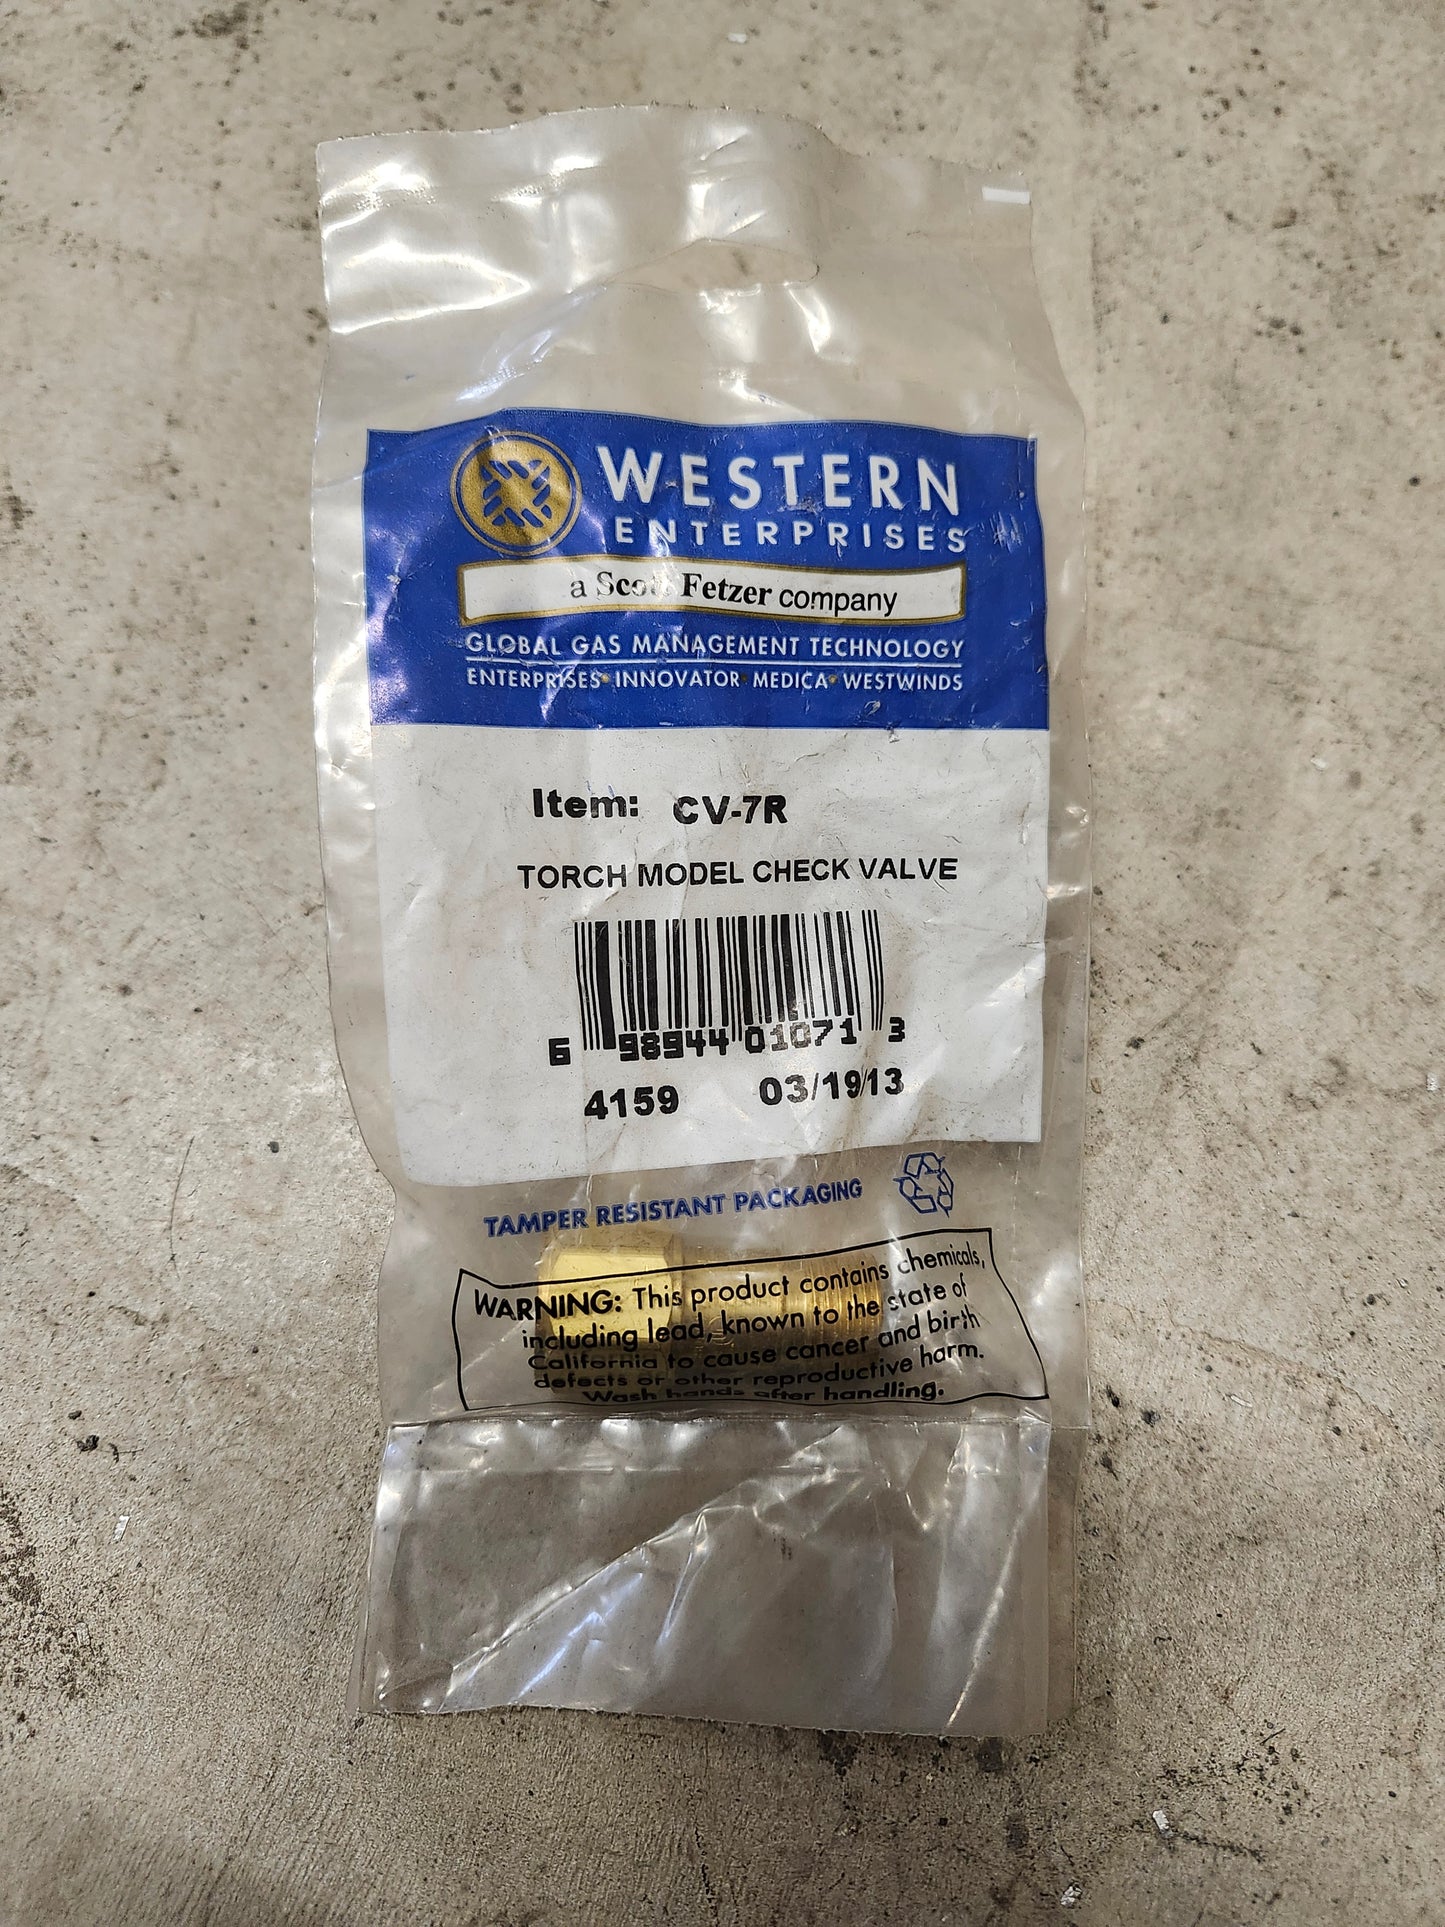 WESTERN
ENTERPRISES
a Scott Fetzer company
GLOBAL GAS MANAGEMENT TECHNOLOGY
ENTERPRISES • INNOVATOR • MEDICA • WESTWINDS
Item: CV-7R
TORCH MODEL CHECK VALVE
6 98944 01071 3
4159 03/19/13
TAMPER RESISTANT PACKAGING
WARNING: This product contains chemicals,
including lead, known to the state of
California to cause cancer and birth
defects or other reproductive harm.
Wash hands after handling.